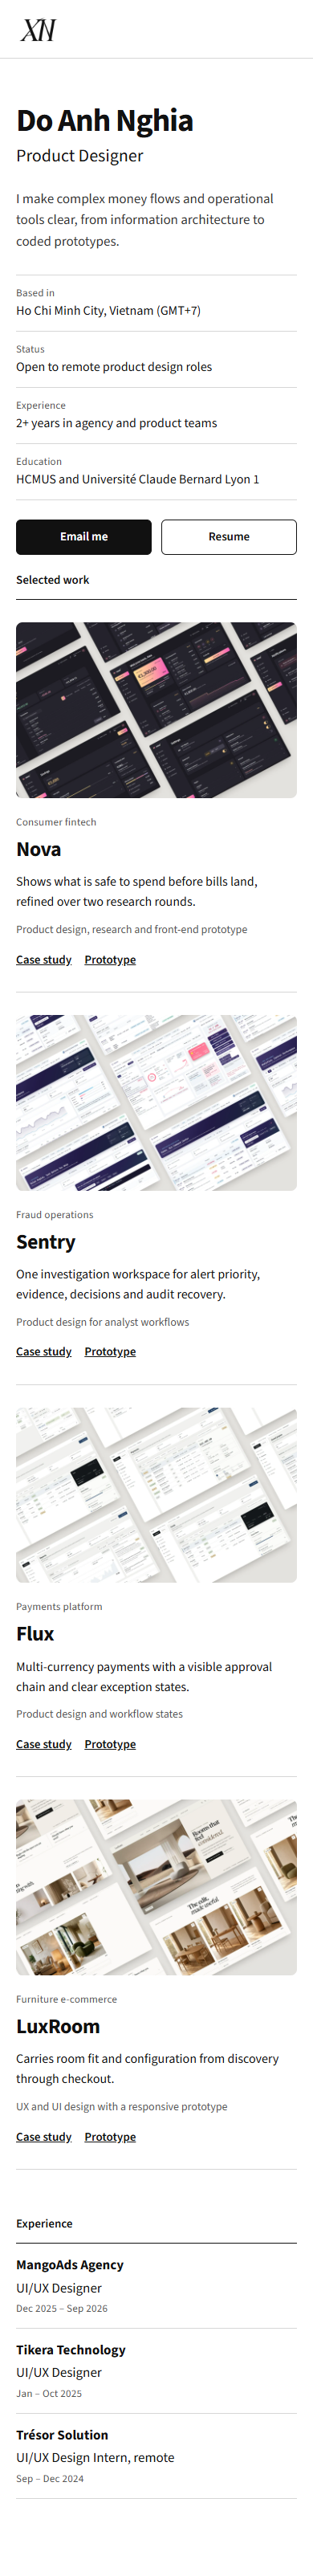 XN
Do Anh Nghia
Product Designer
I make complex money flows and operational
tools clear, from information architecture to
coded prototypes.
Based in
Ho Chi Minh City, Vietnam (GMT+7)
Status
Open to remote product design roles
Experience
2+ years in agency and product teams
Education
HCMUS and Université Claude Bernard Lyon 1
Email me
Resume
Selected work
Consumer fintech
Nova
Shows what is safe to spend before bills land,
refined over two research rounds.
Product design, research and front-end prototype
Case study Prototype
Fraud operations
Sentry
One investigation workspace for alert priority,
evidence, decisions and audit recovery.
Product design for analyst workflows
Case study Prototype
Payments platform
Flux
Multi-currency payments with a visible approval
chain and clear exception states.
Product design and workflow states
Case study Prototype
Room that
feel
The edit,
made useful
Furniture e-commerce
LuxRoom
Carries room fit and configuration from discovery
through checkout.
UX and UI design with a responsive prototype
Case study Prototype
Experience
MangoAds Agency
UI/UX Designer
Dec 2025 – Sep 2026
Tikera Technology
UI/UX Designer
Jan – Oct 2025
Trésor Solution
UI/UX Design Intern, remote
Sep – Dec 2024